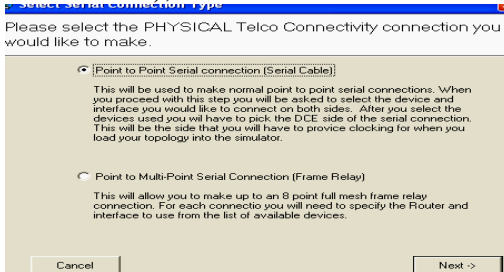 Select Serial Connection Type
Please select the PHYSICAL Telco Connectivity connection you
would like to make.
Point to Point Serial connection (Serial Cable)
This will be used to make normal point to point serial connections. When
you proceed with this step you will be asked to select the device and
interface you would like to connect on both sides. After you select the
devices used you wil have to pick the DCE side of the serial connection.
This will be the side that you will have to provice clocking for when you
load your topology into the simulator.
Point to Multi-Point Serial Connection (Frame Relay)
This will allow you to make up to an 8 point full mesh frame relay
connection. For each connectio you will need to specify the Router and
interface to use from the list of available devices.
Cancel
Next ->